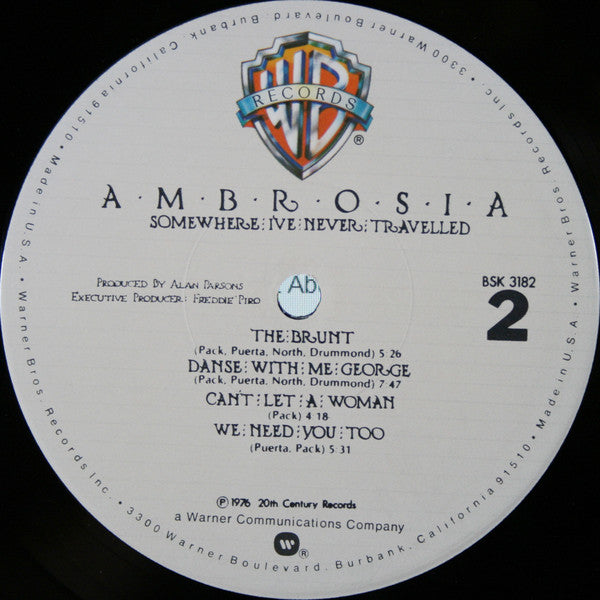 WB
RECORDS
®
A·M·B·R·O·S·I·A
SOMEWHERE⋮I'VE⋮NEVER⋮TRAVELLED
PRODUCED BY ALAN PARSONS
EXECUTIVE PRODUCER: FREDDIE PIRO
Ab
BSK 3182
2
THE⋮BRUNT
(Pack, Puerta, North, Drummond) 5:26
DANSE⋮WITH⋮ME⋮GEORGE
(Pack, Puerta, North, Drummond) 7:47
CAN'T⋮LET⋮A⋮WOMAN
(Pack) 4:18
WE⋮NEED⋮YOU⋮TOO
(Puerta, Pack) 5:31
Ⓟ 1976 20th Century Records
a Warner Communications Company
W ®
• Warner Bros. Records Inc. • 3300 Warner Boulevard, Burbank, California 91510 • Made in U.S.A. • Warner Bros. Records Inc. • 3300 Warner Boulevard, Burbank, California 91510 • Made in U.S.A.